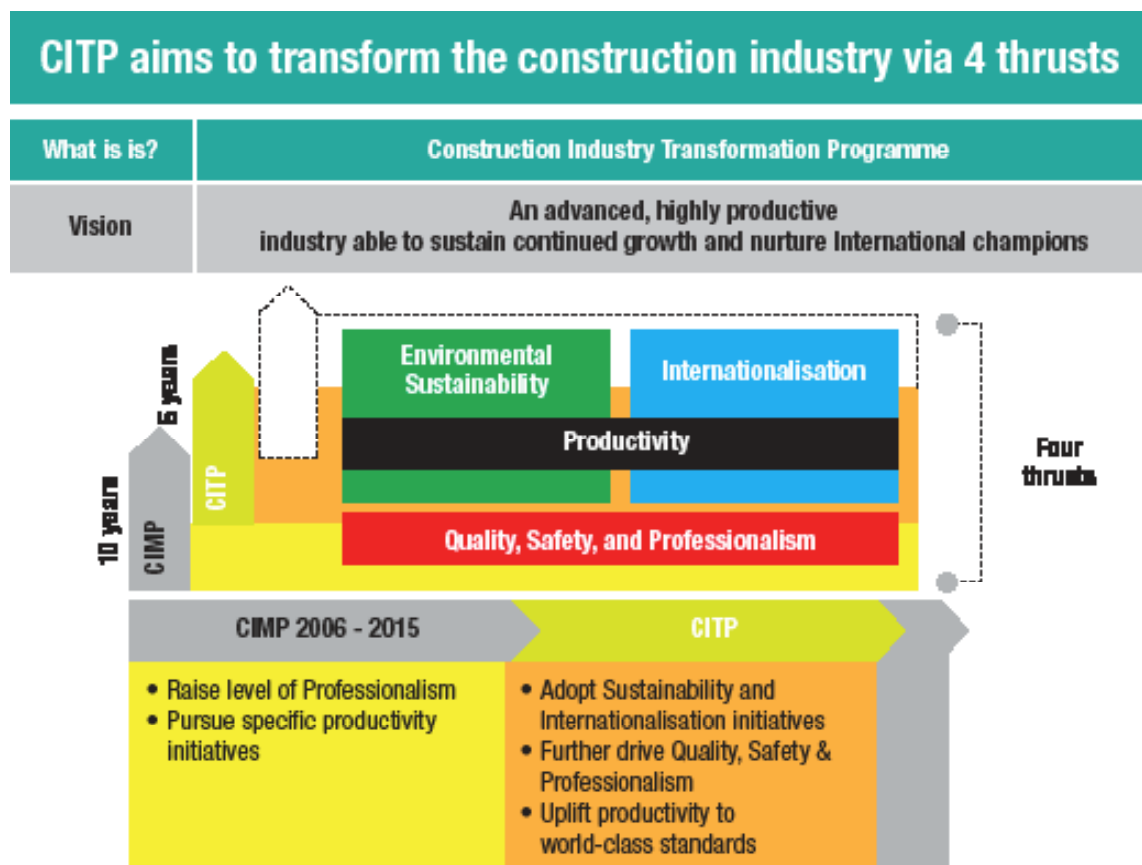 CITP aims to transform the construction industry via 4 thrusts
What is is?
Construction Industry Transformation Programme
Vision
An advanced, highly productive
industry able to sustain continued growth and nurture International champions
10 years
CIMP
5 years
CITP
Environmental
Sustainability
Internationalisation
Productivity
Quality, Safety, and Professionalism
Four
thrusts
CIMP 2006 - 2015
CITP
• Raise level of Professionalism
• Pursue specific productivity
initiatives
• Adopt Sustainability and
Internationalisation initiatives
• Further drive Quality, Safety &
Professionalism
• Uplift productivity to
world-class standards